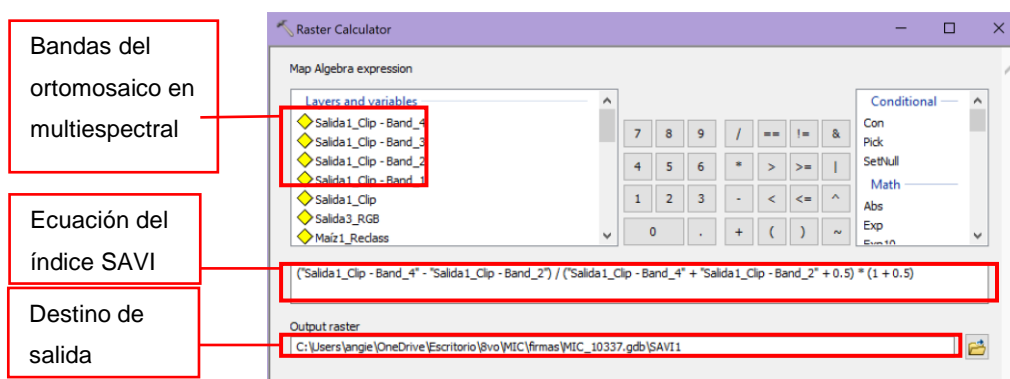 Bandas del
ortomosaico en
multiespectral
Ecuación del
índice SAVI
Destino de
salida
Raster Calculator
Map Algebra expression
Layers and variables
Salida1_Clip - Band_4
Salida1_Clip - Band_3
Salida1_Clip - Band_2
Salida1_Clip - Band_1
Salida1_Clip
Salida3_RGB
Maíz1_Reclass
7 8 9 / == != &
4 5 6 * > >= |
1 2 3 - < <= ^
0 . + ( ) ~
Conditional
Con
Pick
SetNull
Math
Abs
Exp
Exp10
("Salida1_Clip - Band_4" - "Salida1_Clip - Band_2") / ("Salida1_Clip - Band_4" + "Salida1_Clip - Band_2" + 0.5) * (1 + 0.5)
Output raster
C:\Users\angie\OneDrive\Escritorio\8vo\MIC\firmas\MIC_10337.gdb\SAVI1